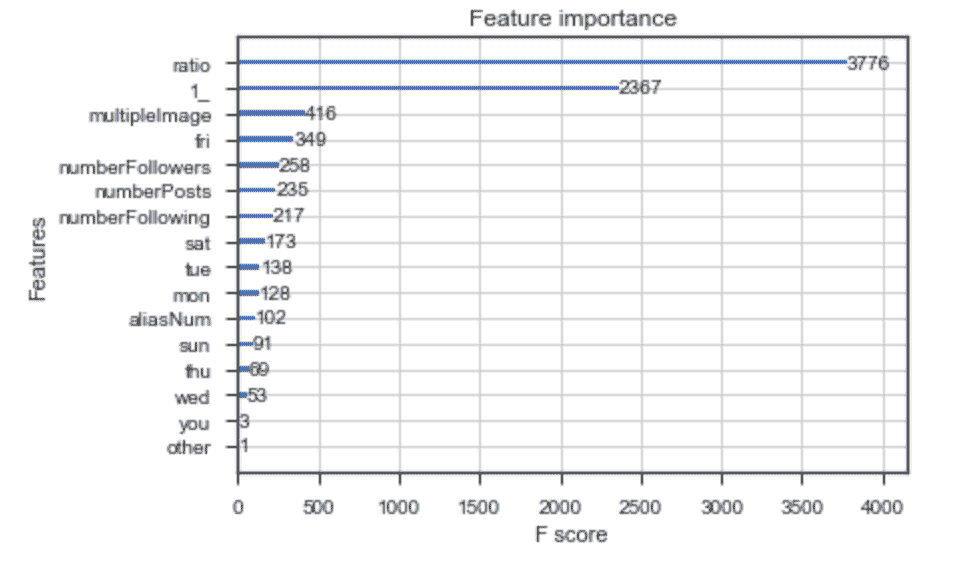 Feature importance
Features
ratio 3776
1_ 2367
multipleImage 416
fri 349
numberFollowers 258
numberPosts 235
numberFollowing 217
sat 173
tue 138
mon 128
aliasNum 102
sun 91
thu 69
wed 53
you 3
other 1
0 500 1000 1500 2000 2500 3000 3500 4000
F score